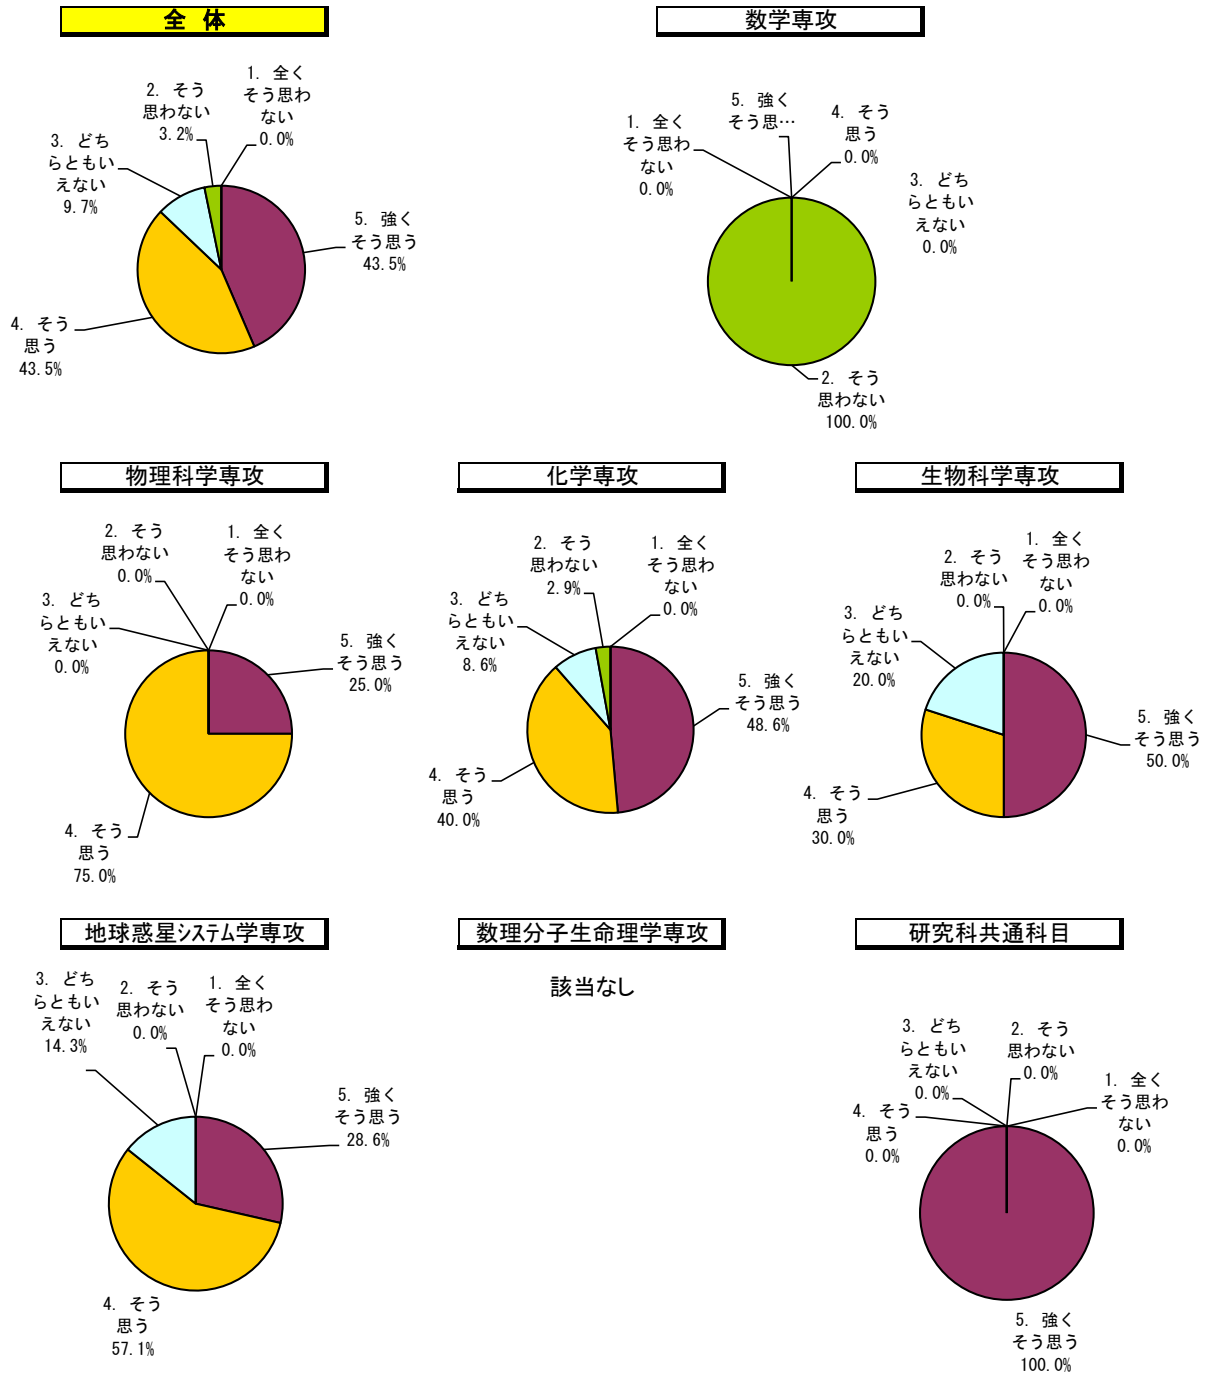 全 体
1. 全く
そう思わ
ない
0.0%
2. そう
思わない
3.2%
3. どち
らともい
えない
9.7%
5. 強く
そう思う
43.5%
4. そう
思う
43.5%
数学専攻
5. 強く
そう思…
4. そう
思う
0.0%
1. 全く
そう思わ
ない
0.0%
3. どち
らともい
えない
0.0%
2. そう
思わない
100.0%
物理科学専攻
2. そう
思わない
0.0%
1. 全く
そう思わ
ない
0.0%
3. どち
らともい
えない
0.0%
5. 強く
そう思う
25.0%
4. そう
思う
75.0%
化学専攻
2. そう
思わない
2.9%
1. 全く
そう思わ
ない
0.0%
3. どち
らともい
えない
8.6%
5. 強く
そう思う
48.6%
4. そう
思う
40.0%
生物科学専攻
1. 全く
そう思わ
ない
0.0%
2. そう
思わない
0.0%
3. どち
らともい
えない
20.0%
5. 強く
そう思う
50.0%
4. そう
思う
30.0%
地球惑星システム学専攻
3. どち
らともい
えない
14.3%
2. そう
思わない
0.0%
1. 全く
そう思わ
ない
0.0%
5. 強く
そう思う
28.6%
4. そう
思う
57.1%
数理分子生命理学専攻
該当なし
研究科共通科目
3. どち
らともい
えない
0.0%
2. そう
思わない
0.0%
1. 全く
そう思わ
ない
0.0%
4. そう
思う
0.0%
5. 強く
そう思う
100.0%